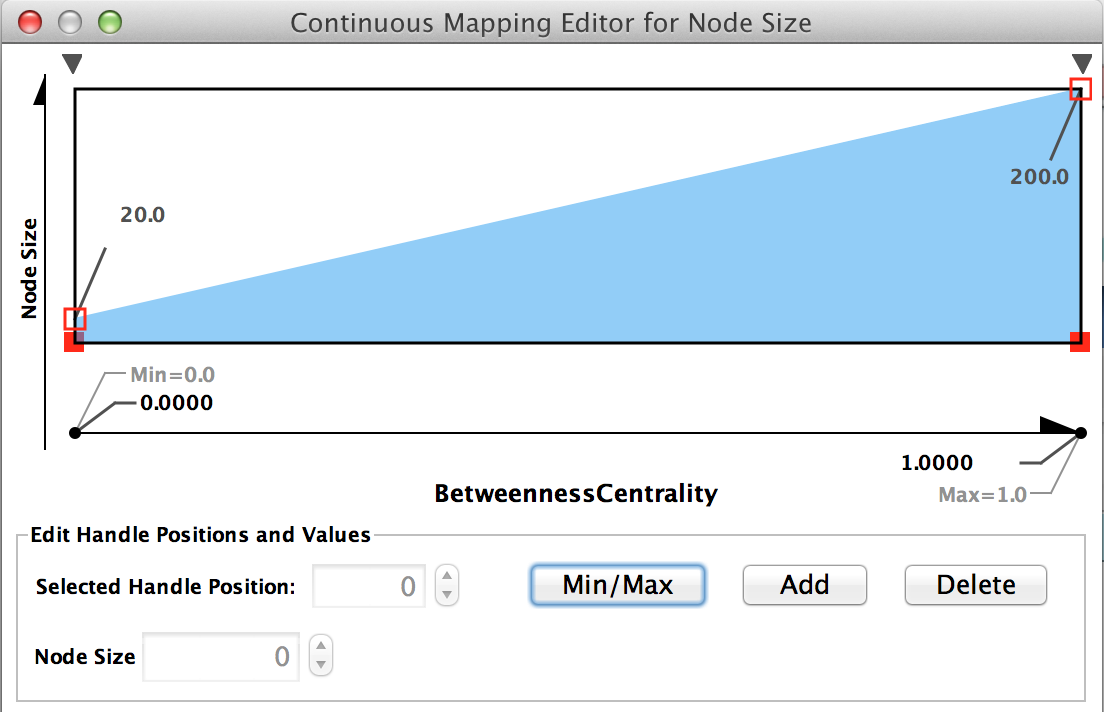 Continuous Mapping Editor for Node Size
200.0
20.0
Node Size
Min=0.0
0.0000
1.0000
BetweennessCentrality
Max=1.0
Edit Handle Positions and Values
Selected Handle Position: 0 Min/Max Add Delete
Node Size 0